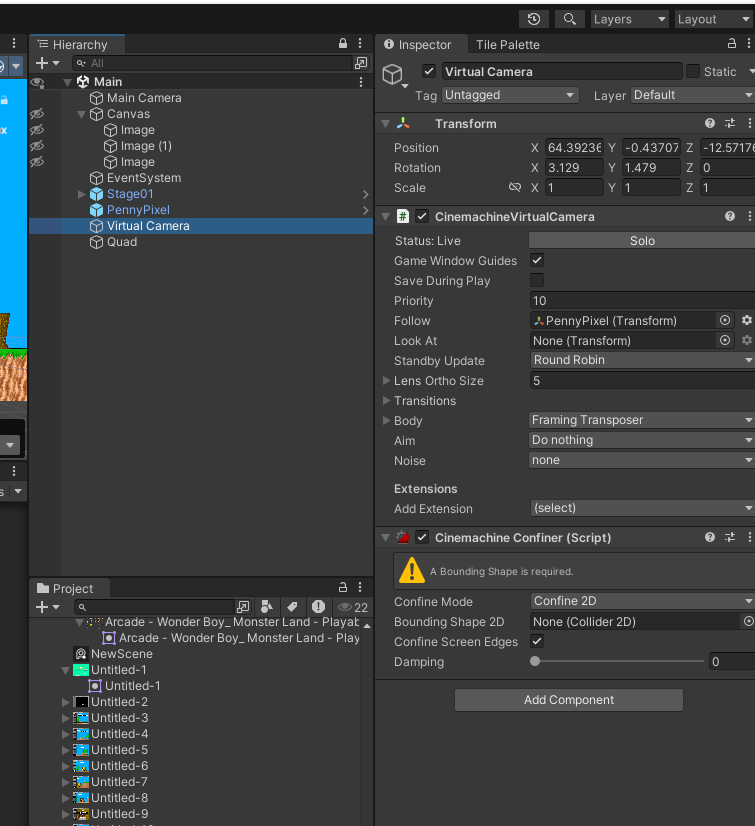 Layers
Layout
Hierarchy
All
Main
Main Camera
Canvas
Image
Image (1)
Image
EventSystem
Stage01
PennyPixel
Virtual Camera
Quad
Project
22
Arcade - Wonder Boy_ Monster Land - Playab
Arcade - Wonder Boy_ Monster Land - Play
NewScene
Untitled-1
Untitled-1
Untitled-2
Untitled-3
Untitled-4
Untitled-5
Untitled-6
Untitled-7
Untitled-8
Untitled-9
Inspector
Tile Palette
Virtual Camera
Static
Tag Untagged
Layer Default
Transform
Position X 64.39236 Y -0.43707 Z -12.57176
Rotation X 3.129 Y 1.479 Z 0
Scale X 1 Y 1 Z 1
# CinemachineVirtualCamera
Status: Live
Solo
Game Window Guides
Save During Play
Priority 10
Follow PennyPixel (Transform)
Look At None (Transform)
Standby Update Round Robin
Lens Ortho Size 5
Transitions
Body Framing Transposer
Aim Do nothing
Noise none
Extensions
Add Extension (select)
Cinemachine Confiner (Script)
A Bounding Shape is required.
Confine Mode Confine 2D
Bounding Shape 2D None (Collider 2D)
Confine Screen Edges
Damping 0
Add Component